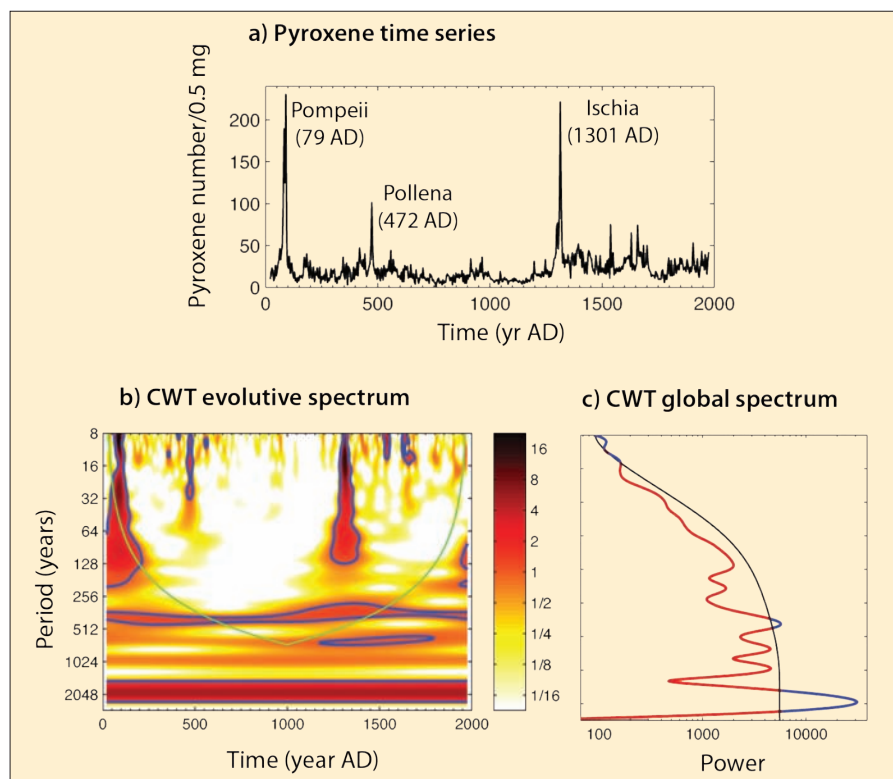 a) Pyroxene time series
Pyroxene number/0.5 mg
200
150
100
50
0
Pompeii
(79 AD)
Pollena
(472 AD)
Ischia
(1301 AD)
0 500 1000 1500 2000
Time (yr AD)
b) CWT evolutive spectrum
Period (years)
8
16
32
64
128
256
512
1024
2048
0 500 1000 1500 2000
Time (year AD)
16
8
4
2
1
1/2
1/4
1/8
1/16
c) CWT global spectrum
100 1000 10000
Power